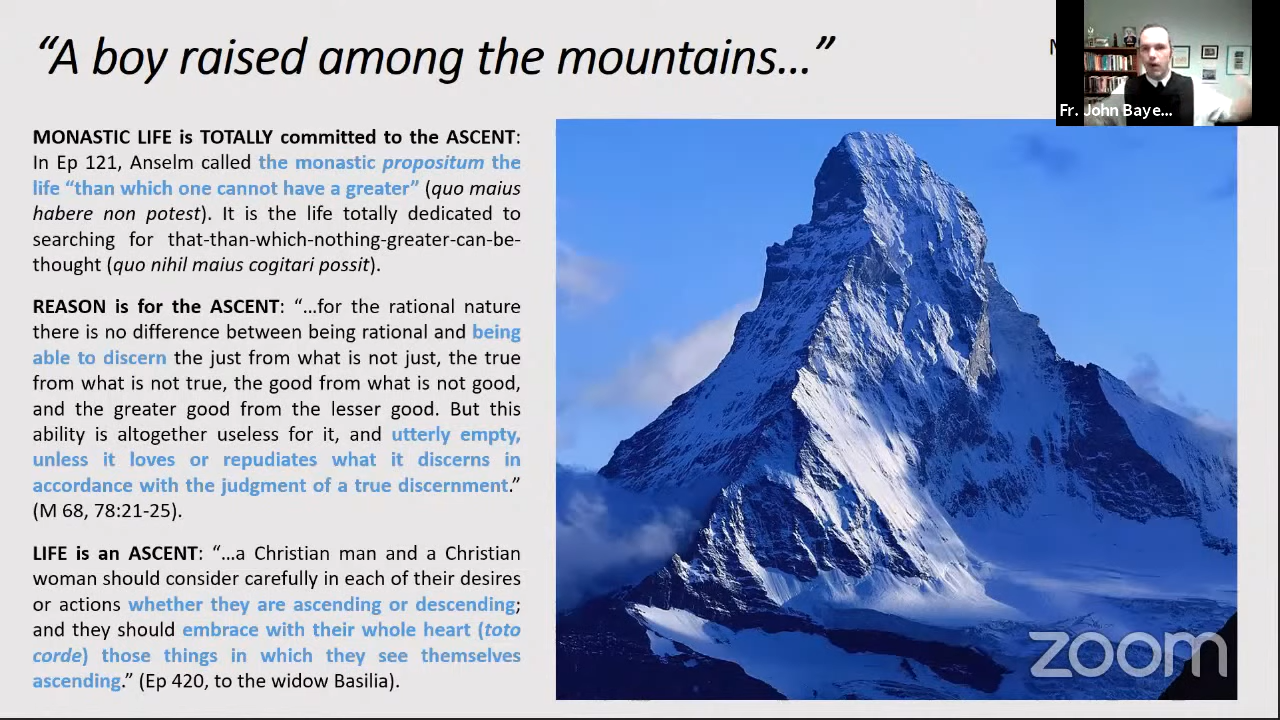 “A boy raised among the mountains...”
Fr. John Baye...
MONASTIC LIFE is TOTALLY committed to the ASCENT:
In Ep 121, Anselm called the monastic propositum the
life “than which one cannot have a greater” (quo maius
habere non potest). It is the life totally dedicated to
searching for that-than-which-nothing-greater-can-be-
thought (quo nihil maius cogitari possit).
REASON is for the ASCENT: “...for the rational nature
there is no difference between being rational and being
able to discern the just from what is not just, the true
from what is not true, the good from what is not good,
and the greater good from the lesser good. But this
ability is altogether useless for it, and utterly empty,
unless it loves or repudiates what it discerns in
accordance with the judgment of a true discernment.”
(M 68, 78:21-25).
LIFE is an ASCENT: “...a Christian man and a Christian
woman should consider carefully in each of their desires
or actions whether they are ascending or descending;
and they should embrace with their whole heart (toto
corde) those things in which they see themselves
ascending.” (Ep 420, to the widow Basilia).
zoom